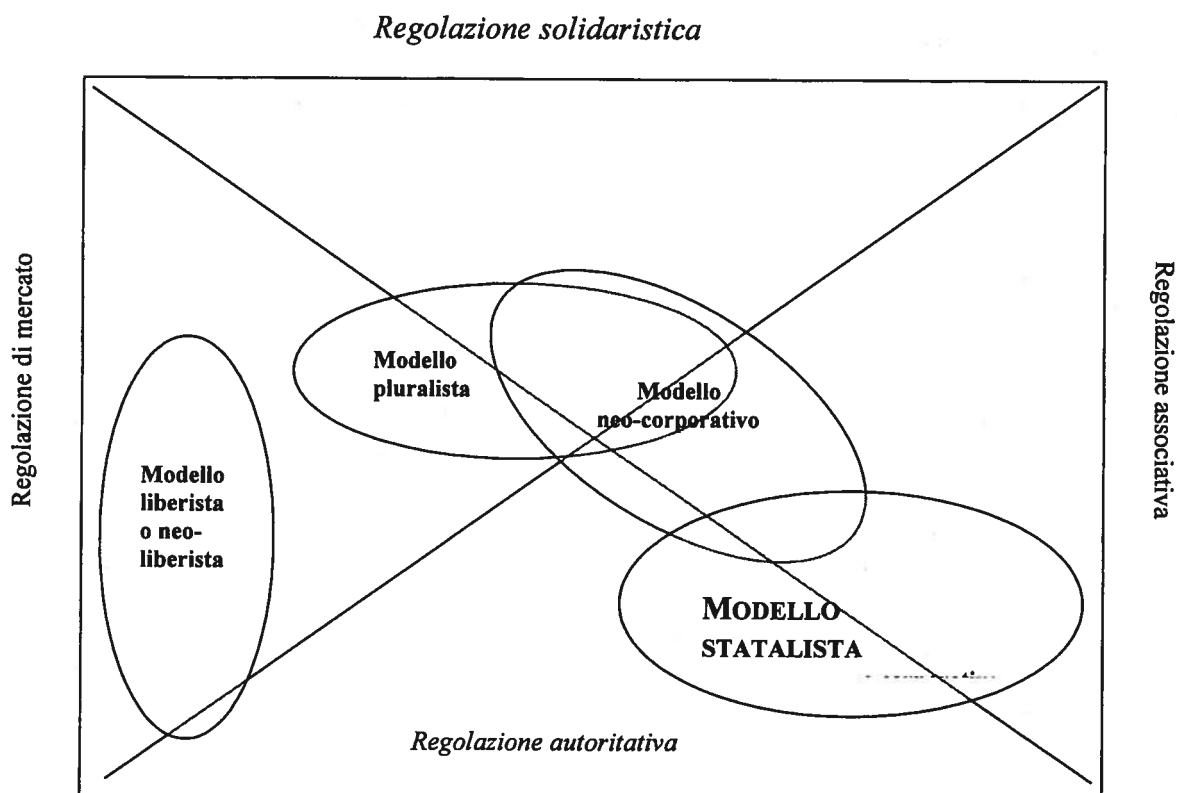 Regolazione solidaristica
Regolazione di mercato
Regolazione associativa
Modello
pluralista
Modello
neo-corporativo
Modello
liberista
o neo-
liberista
MODELLO
STATALISTA
Regolazione autoritativa